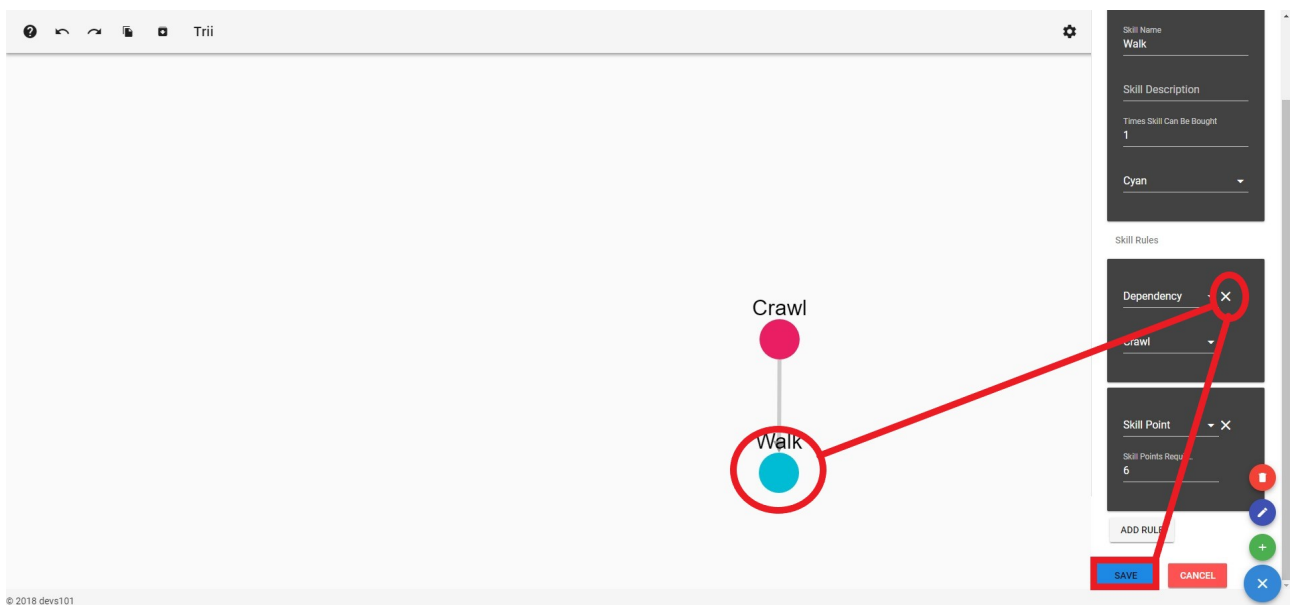 Trii
Skill Name
Walk
Skill Description
Times Skill Can Be Bought
1
Cyan
Skill Rules
Dependency
Crawl
Skill Point
Skill Points Requi...
6
ADD RULE
SAVE
CANCEL
Crawl
Walk
© 2018 devs101